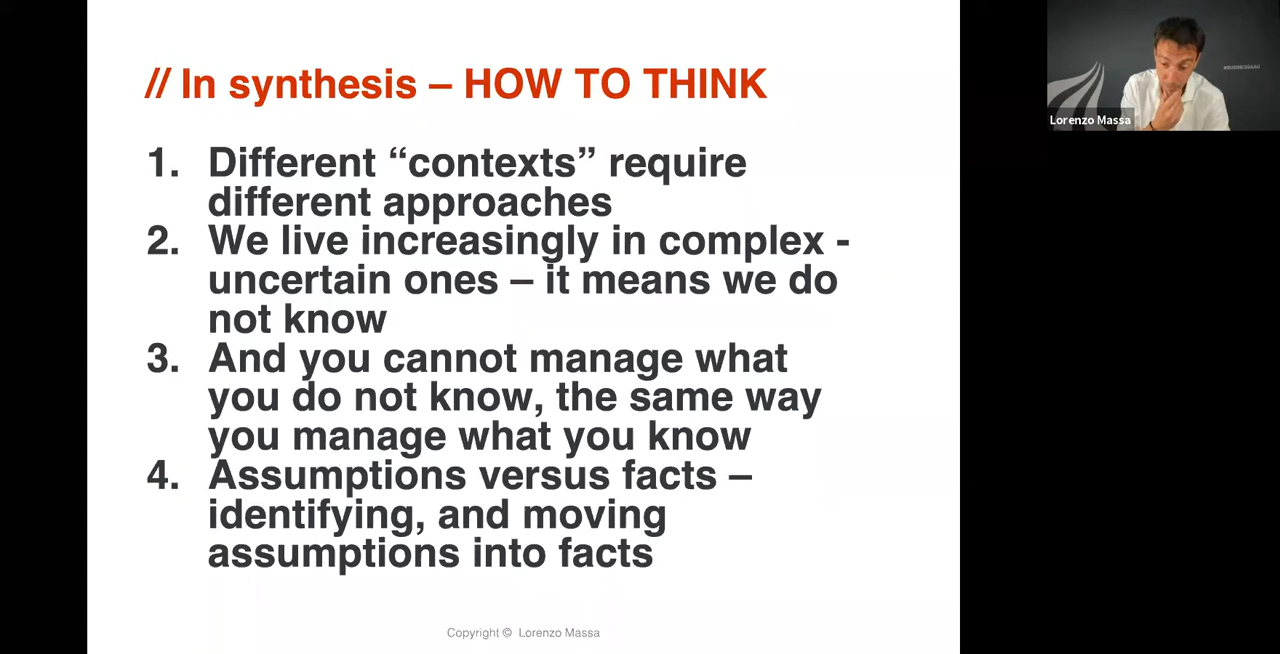 // In synthesis – HOW TO THINK
1. Different “contexts” require
different approaches
2. We live increasingly in complex -
uncertain ones – it means we do
not know
3. And you cannot manage what
you do not know, the same way
you manage what you know
4. Assumptions versus facts –
identifying, and moving
assumptions into facts
Copyright © Lorenzo Massa
#BUSINESSAAU
Lorenzo Massa